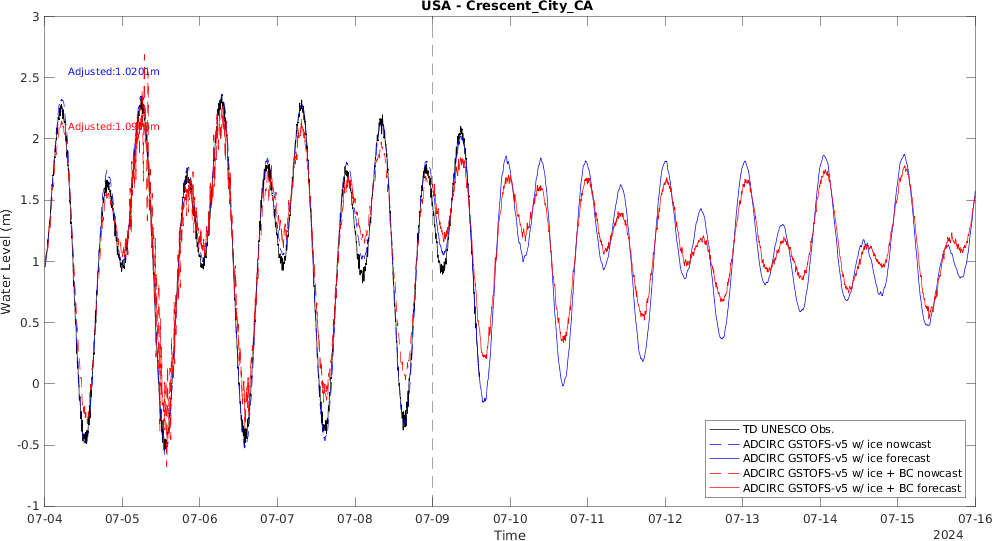 USA - Crescent_City_CA
3
2.5
2
1.5
1
0.5
0
-0.5
-1
Water Level (m)
Adjusted:1.0201m
07-04
07-05
07-06
07-07
07-08
07-09
07-10
07-11
07-12
07-13
07-14
07-15
07-16
Time
2024
TD UNESCO Obs.
ADCIRC GSTOFS-v5 w/ ice nowcast
ADCIRC GSTOFS-v5 w/ ice forecast
ADCIRC GSTOFS-v5 w/ ice + BC nowcast
ADCIRC GSTOFS-v5 w/ ice + BC forecast